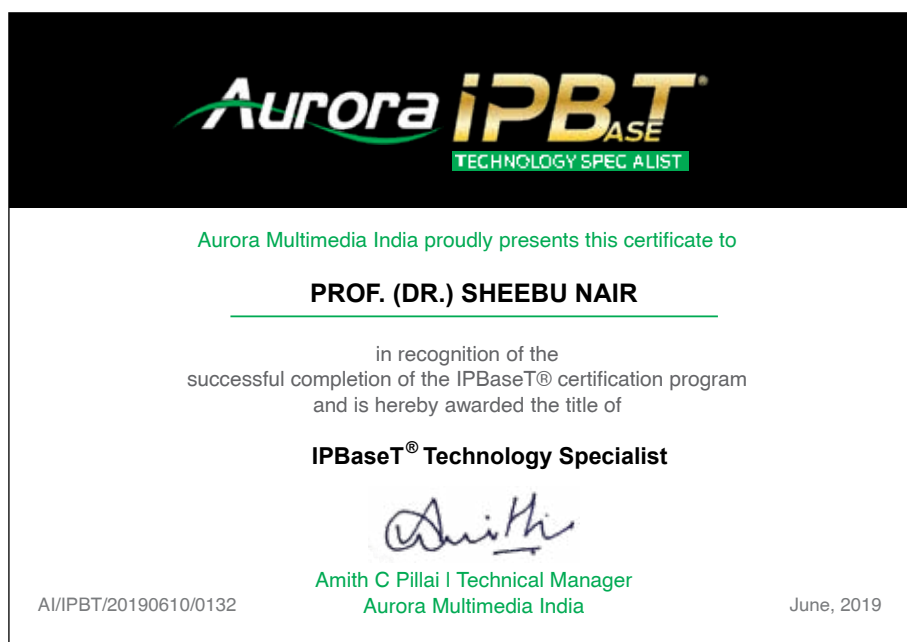 Aurora iPBaseT®
TECHNOLOGY SPEC ALIST
Aurora Multimedia India proudly presents this certificate to
PROF. (DR.) SHEEBU NAIR
in recognition of the
successful completion of the IPBaseT® certification program
and is hereby awarded the title of
IPBaseT® Technology Specialist
Amith
Amith C Pillai | Technical Manager
Aurora Multimedia India
AI/IPBT/20190610/0132
June, 2019